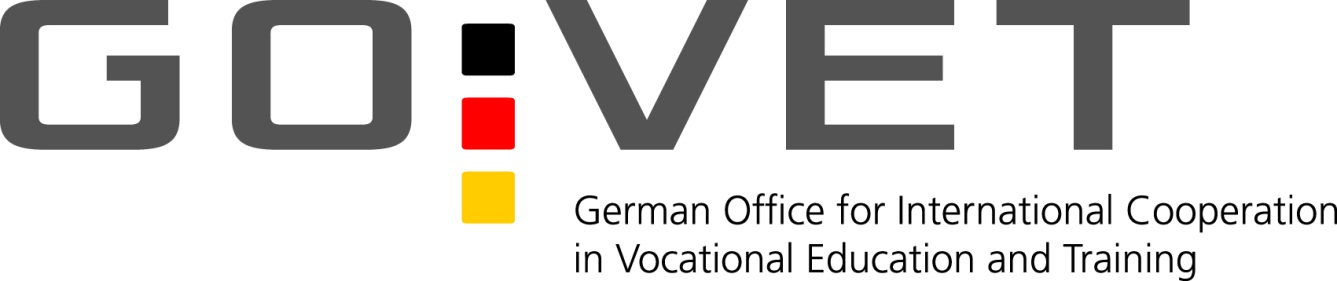 GO:VET
German Office for International Cooperation
in Vocational Education and Training